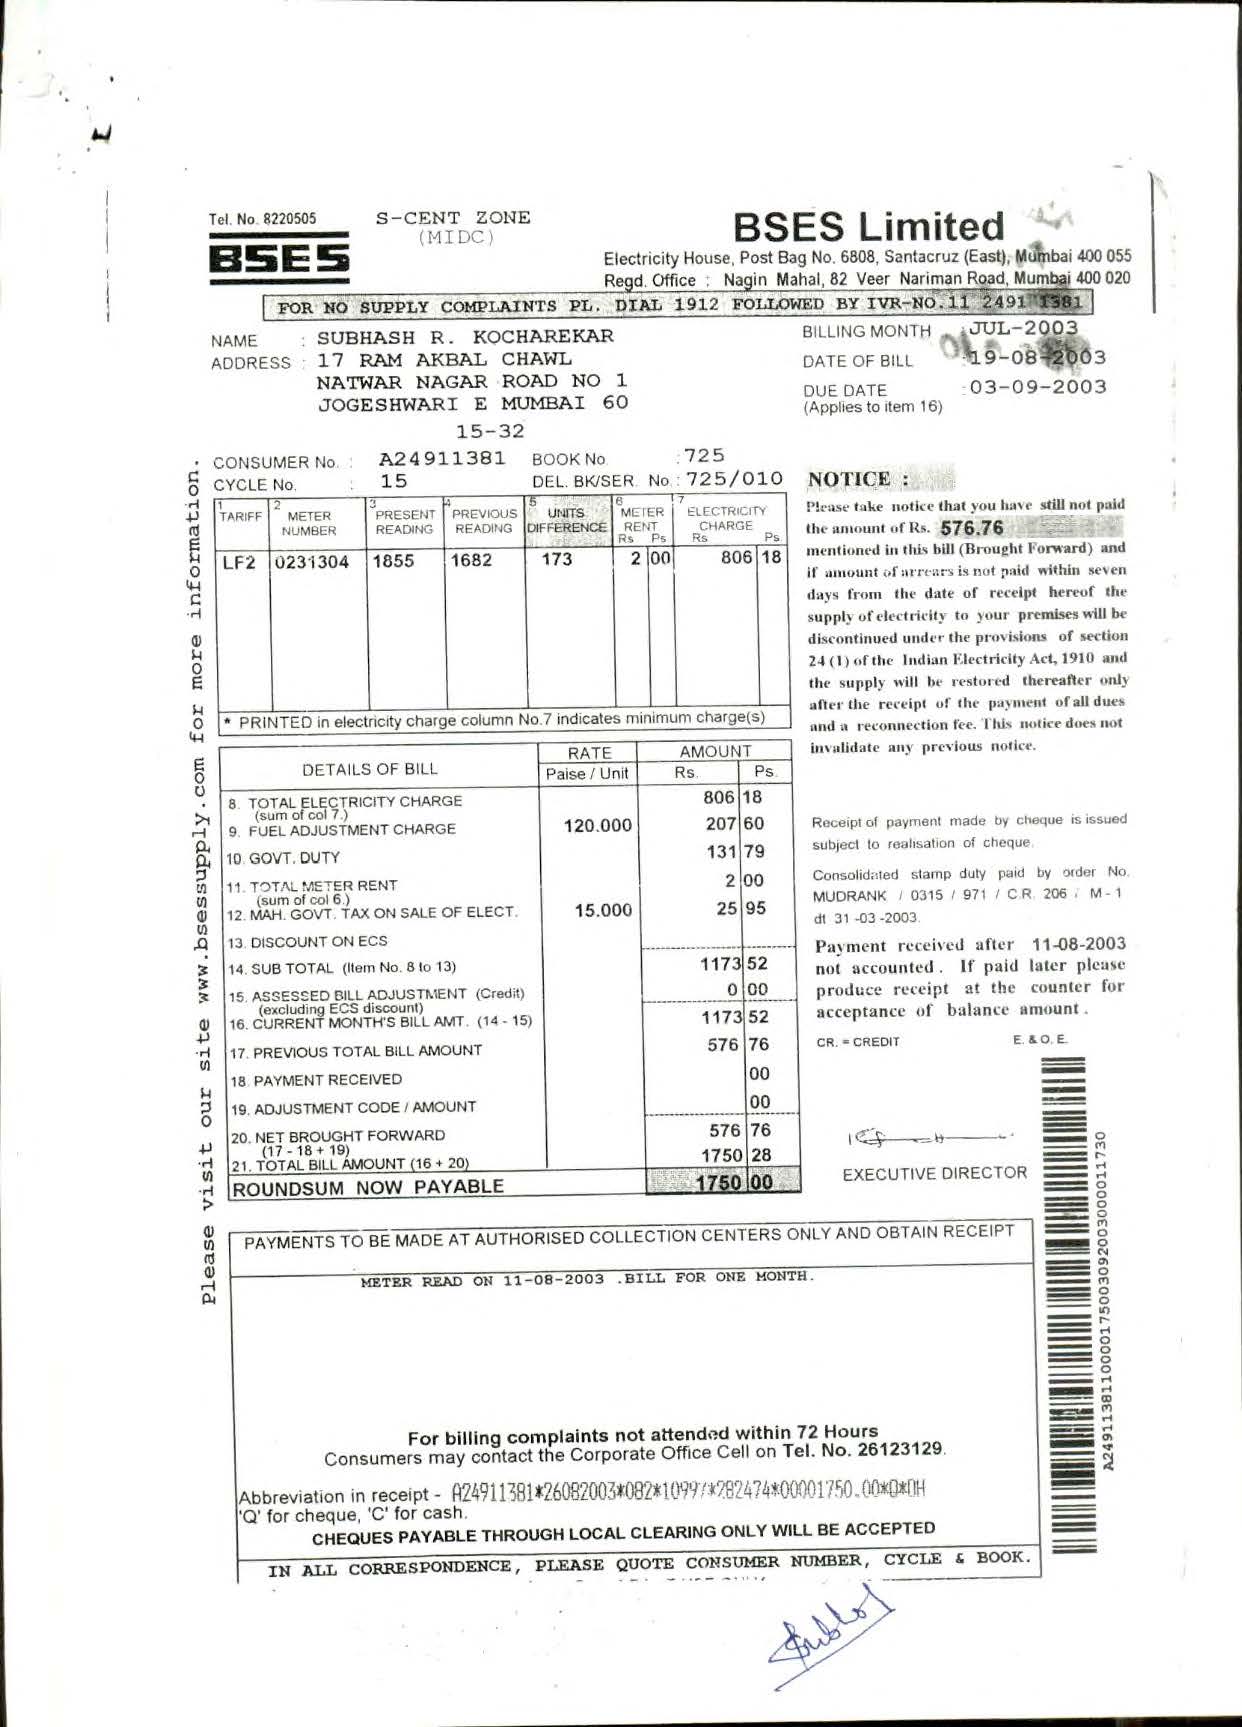 Tel. No. 8220505
S-CENT ZONE
(MIDC)
BSES
BSES Limited
Electricity House, Post Bag No. 6808, Santacruz (East), Mumbai 400 055
Regd. Office : Nagin Mahal, 82 Veer Nariman Road, Mumbai 400 020
FOR NO SUPPLY COMPLAINTS PL. DIAL 1912 FOLLOWED BY IVR-NO.11 2491 1381
NAME : SUBHASH R. KOCHAREKAR
ADDRESS : 17 RAM AKBAL CHAWL
NATWAR NAGAR ROAD NO 1
JOGESHWARI E MUMBAI 60
15-32
BILLING MONTH : JUL-2003
DATE OF BILL : 19-08-2003
DUE DATE : 03-09-2003
(Applies to item 16)
CONSUMER No. : A24911381 BOOK No. : 725
CYCLE No. : 15 DEL. BK/SER. No. : 725/010
1 TARIFF 2 METER NUMBER 3 PRESENT READING 4 PREVIOUS READING 5 UNITS DIFFERENCE 6 METER RENT Rs Ps 7 ELECTRICITY CHARGE Rs Ps
LF2 0231304 1855 1682 173 2 00 806 18
* PRINTED in electricity charge column No.7 indicates minimum charge(s)
NOTICE :
Please take notice that you have still not paid
the amount of Rs. 576.76
mentioned in this bill (Brought Forward) and
if amount of arrears is not paid within seven
days from the date of receipt hereof the
supply of electricity to your premises will be
discontinued under the provisions of section
24 (1) of the Indian Electricity Act, 1910 and
the supply will be restored thereafter only
after the receipt of the payment of all dues
and a reconnection fee. This notice does not
invalidate any previous notice.
DETAILS OF BILL RATE Paise / Unit AMOUNT Rs. Ps.
8. TOTAL ELECTRICITY CHARGE 806 18
(sum of col 7.)
9. FUEL ADJUSTMENT CHARGE 120.000 207 60
10. GOVT. DUTY 131 79
11. TOTAL METER RENT 2 00
(sum of col 6.)
12. MAH. GOVT. TAX ON SALE OF ELECT. 15.000 25 95
13. DISCOUNT ON ECS
14. SUB TOTAL (Item No. 8 to 13) 1173 52
15. ASSESSED BILL ADJUSTMENT (Credit) 0 00
(excluding ECS discount)
16. CURRENT MONTH'S BILL AMT. (14 - 15) 1173 52
17. PREVIOUS TOTAL BILL AMOUNT 576 76
18. PAYMENT RECEIVED 00
19. ADJUSTMENT CODE / AMOUNT 00
20. NET BROUGHT FORWARD 576 76
(17 - 18 + 19)
21. TOTAL BILL AMOUNT (16 + 20) 1750 28
ROUNDSUM NOW PAYABLE 1750 00
Receipt of payment made by cheque is issued
subject to realisation of cheque.
Consolidated stamp duty paid by order No.
MUDRANK / 0315 / 971 / C.R. 206 / M - 1
dt 31 -03 -2003.
Payment received after 11-08-2003
not accounted. If paid later please
produce receipt at the counter for
acceptance of balance amount.
CR. = CREDIT E. & O. E.
EXECUTIVE DIRECTOR
PAYMENTS TO BE MADE AT AUTHORISED COLLECTION CENTERS ONLY AND OBTAIN RECEIPT
METER READ ON 11-08-2003 .BILL FOR ONE MONTH.
For billing complaints not attended within 72 Hours
Consumers may contact the Corporate Office Cell on Tel. No. 26123129.
Abbreviation in receipt -
'Q' for cheque, 'C' for cash.
CHEQUES PAYABLE THROUGH LOCAL CLEARING ONLY WILL BE ACCEPTED
IN ALL CORRESPONDENCE, PLEASE QUOTE CONSUMER NUMBER, CYCLE & BOOK.
Please visit our site www.bsessupply.com for more information.